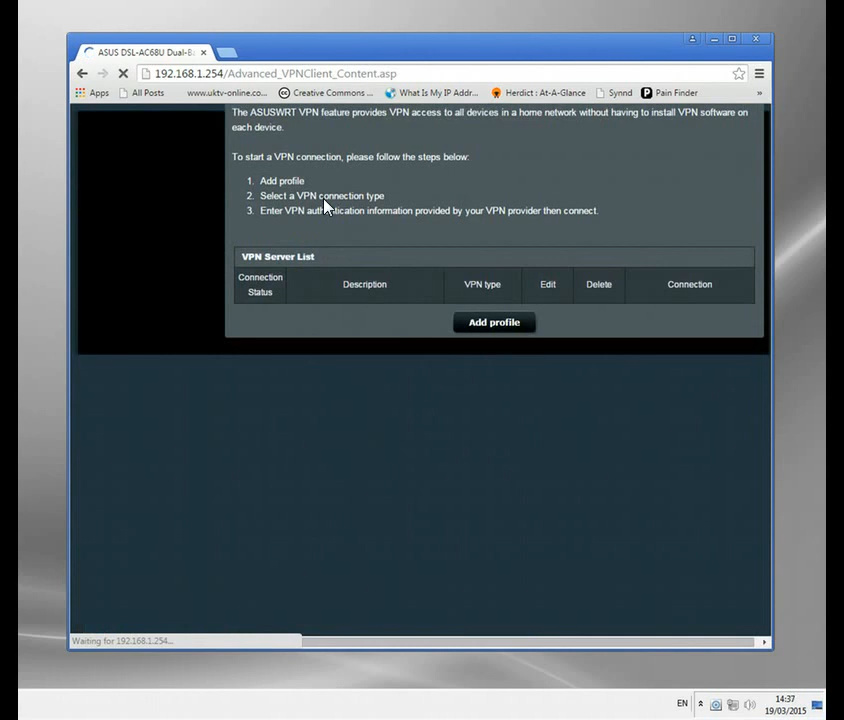 ASUS DSL-AC68U Dual-Ba
192.168.1.254/Advanced_VPNClient_Content.asp
Apps All Posts www.uktv-online.co... Creative Commons ... What Is My IP Addr... Herdict : At-A-Glance Synnd Pain Finder »
The ASUSWRT VPN feature provides VPN access to all devices in a home network without having to install VPN software on
each device.
To start a VPN connection, please follow the steps below:
1. Add profile
2. Select a VPN connection type
3. Enter VPN authentication information provided by your VPN provider then connect.
VPN Server List
Connection Status Description VPN type Edit Delete Connection
Add profile
Waiting for 192.168.1.254...
EN 14:37
19/03/2015